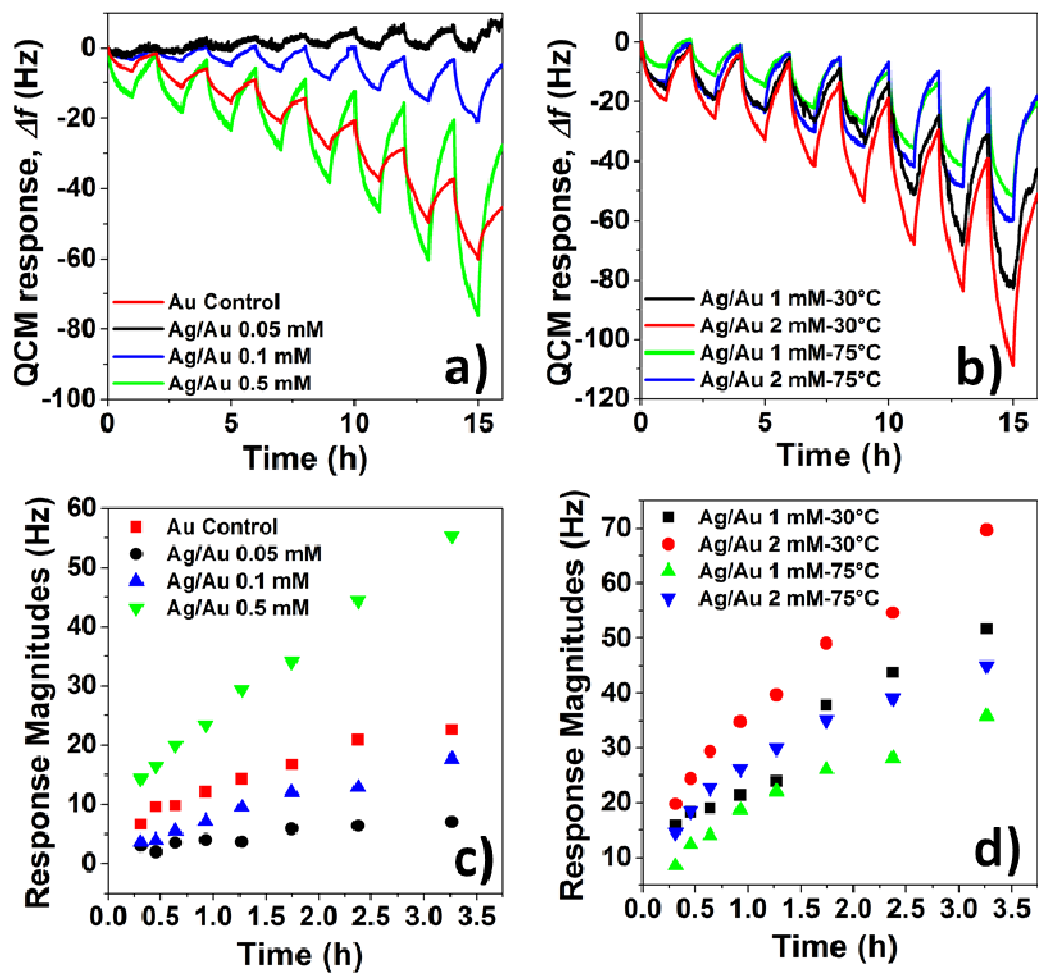 QCM response, Δf (Hz)
0
-20
-40
-60
-80
-100
Au Control
Ag/Au 0.05 mM
Ag/Au 0.1 mM
Ag/Au 0.5 mM
a)
0
5
10
15
Time (h)
QCM response, Δf (Hz)
0
-20
-40
-60
-80
-100
-120
Ag/Au 1 mM-30°C
Ag/Au 2 mM-30°C
Ag/Au 1 mM-75°C
Ag/Au 2 mM-75°C
b)
0
5
10
15
Time (h)
Response Magnitudes (Hz)
60
50
40
30
20
10
0
Au Control
Ag/Au 0.05 mM
Ag/Au 0.1 mM
Ag/Au 0.5 mM
c)
0.0 0.5 1.0 1.5 2.0 2.5 3.0 3.5
Time (h)
Response Magnitudes (Hz)
70
60
50
40
30
20
10
Ag/Au 1 mM-30°C
Ag/Au 2 mM-30°C
Ag/Au 1 mM-75°C
Ag/Au 2 mM-75°C
d)
0.0 0.5 1.0 1.5 2.0 2.5 3.0 3.5
Time (h)